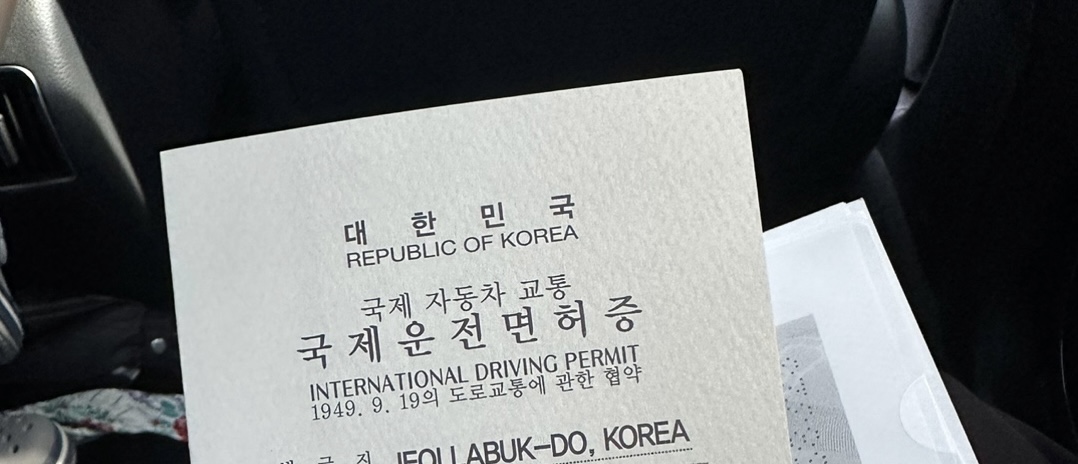 대 한 민 국
REPUBLIC OF KOREA
국제 자동차 교통
국제운전면허증
INTERNATIONAL DRIVING PERMIT
1949. 9. 19의 도로교통에 관한 협약
JEOLLABUK-DO, KOREA